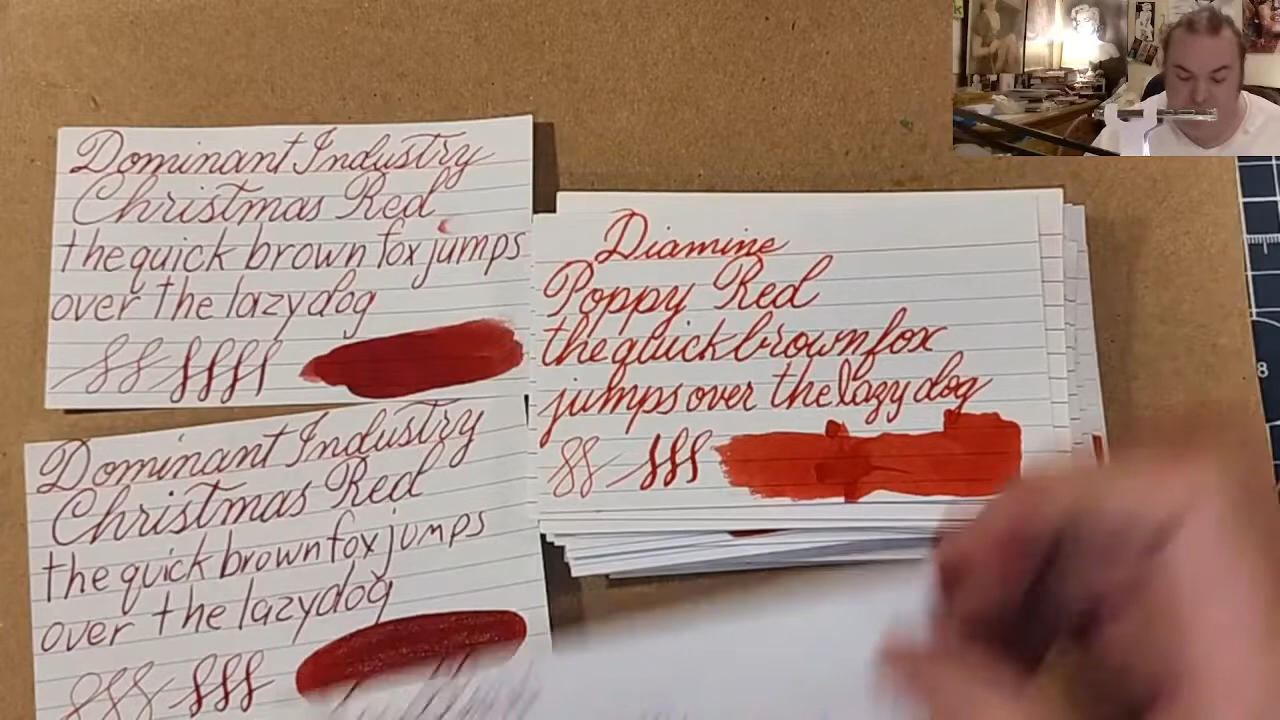 Dominant Industry
Christmas Red
the quick brown fox jumps
over the lazy dog
Diamine
Poppy Red
the quick brown fox
jumps over the lazy dog
Dominant Industry
Christmas Red
the quick brown fox jumps
over the lazy dog
8